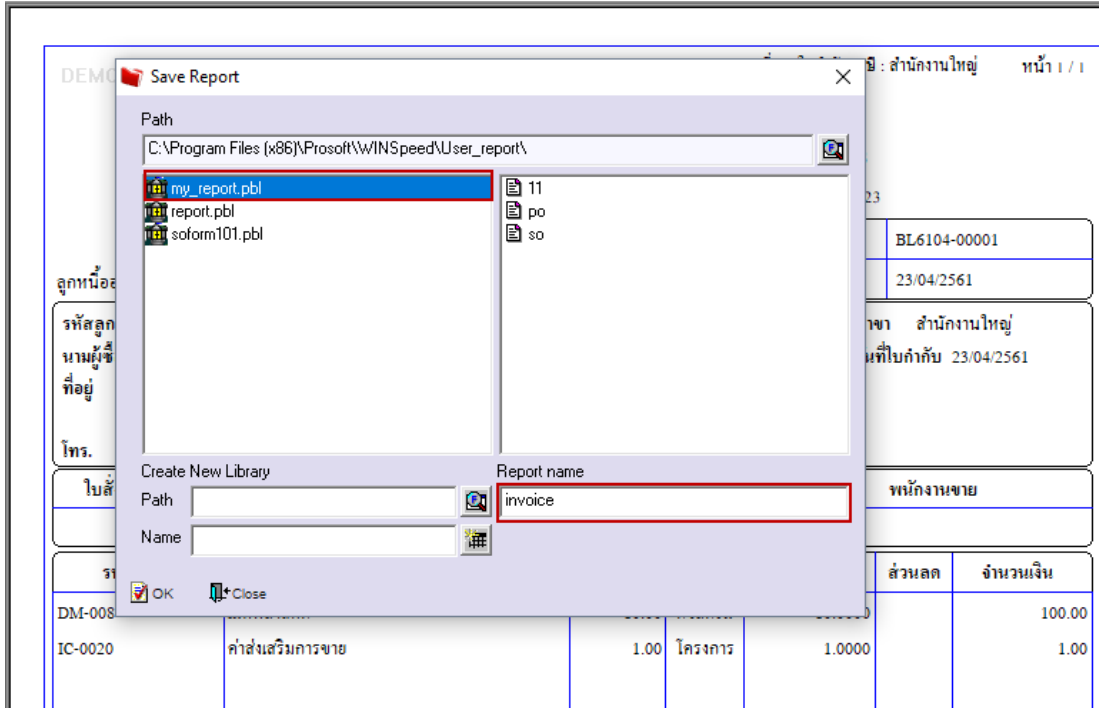 DEMO
ษี : สำนักงานใหญ่ หน้า 1 / 1
Save Report
Path
C:\Program Files (x86)\Prosoft\WINSpeed\User_report\
my_report.pbl
report.pbl
soform101.pbl
11
po
so
23
BL6104-00001
23/04/2561
ลูกหนี้
รหัสลูก
สำนักงานใหญ่
นามผู้ซื้
ที่ใบกำกับ 23/04/2561
ที่อยู่
โทร.
Create New Library
Path
Name
Report name
invoice
OK
Close
ใบสั่
พนักงานขาย
ส่วนลด จำนวนเงิน
DM-008 100.00
IC-0020 ค่าส่งเสริมการขาย 1.00 โครงการ 1.0000 1.00